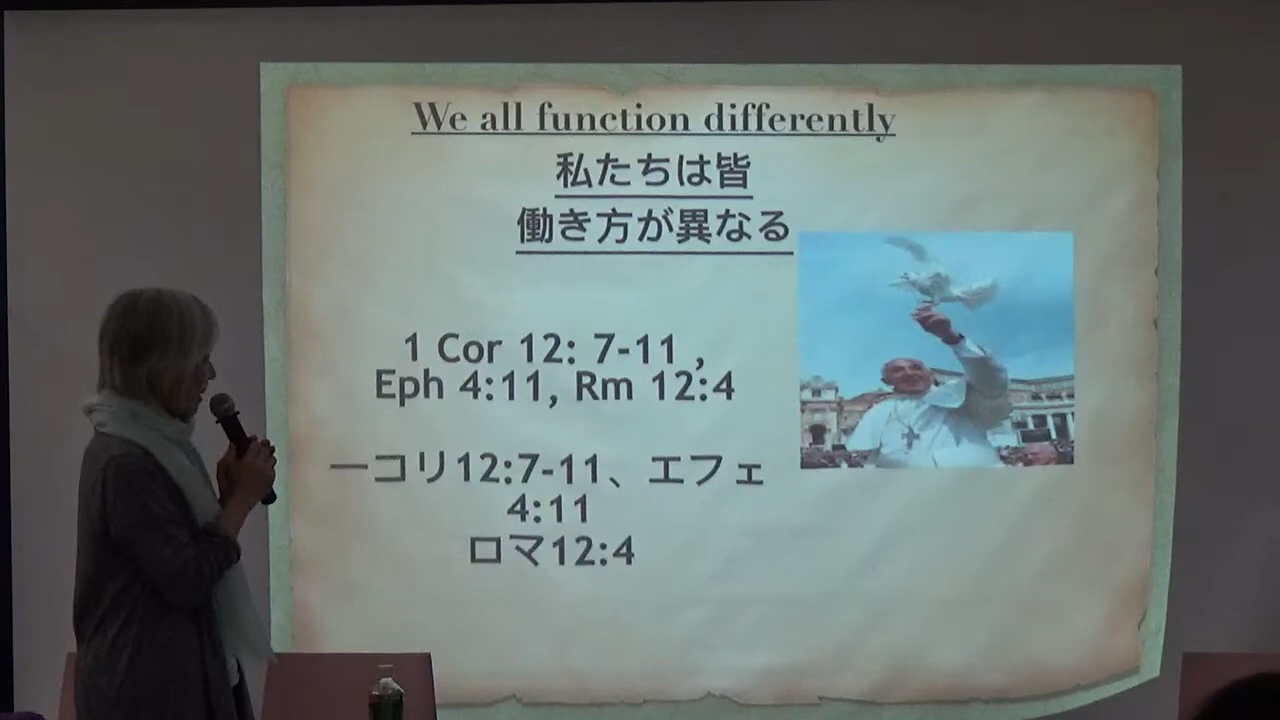 We all function differently
私たちは皆
働き方が異なる
1 Cor 12: 7-11 ,
Eph 4:11, Rm 12:4
一コリ12:7-11、エフェ
4:11
ロマ12:4